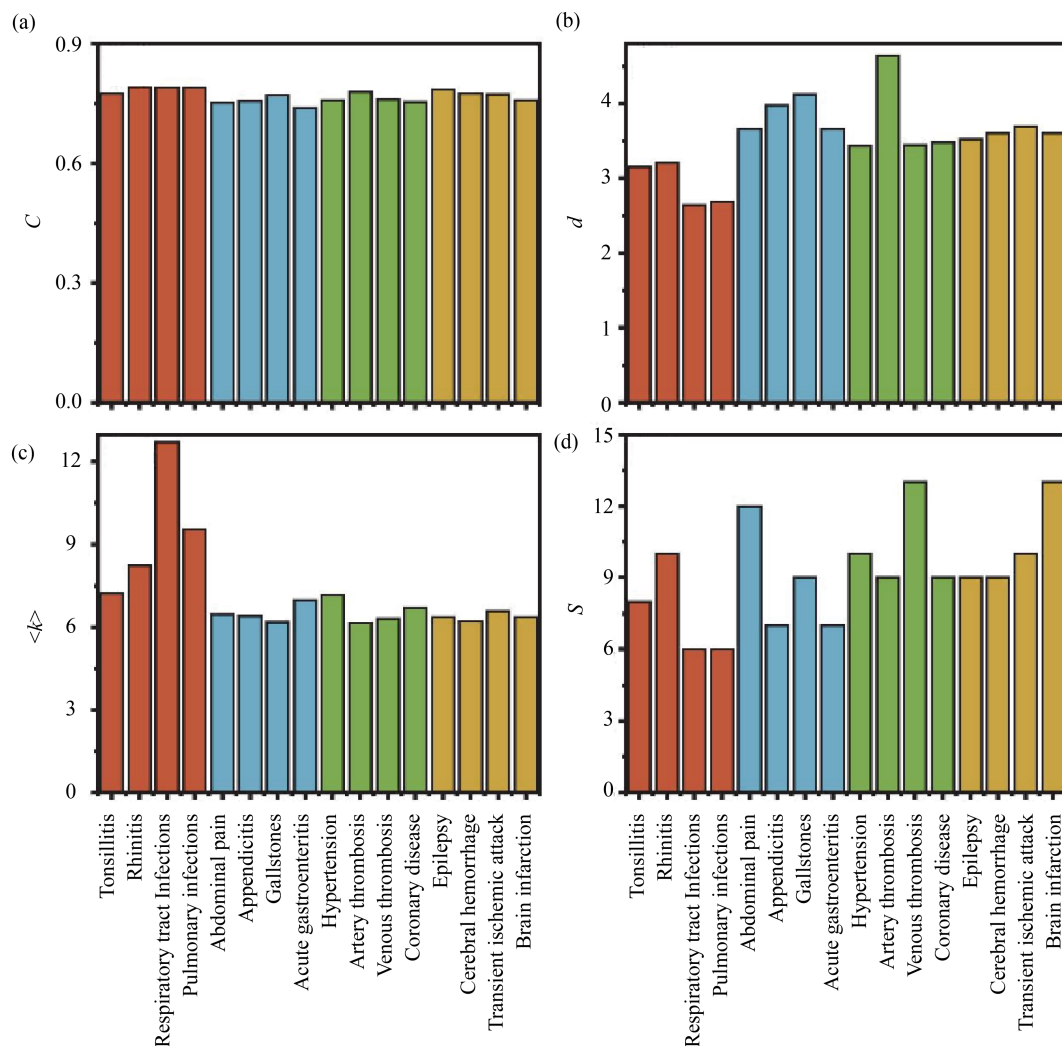 (a)
0.9
0.6
0.3
0.0
C
(b)
4
3
2
1
0
d
(c)
12
9
6
3
0
<k>
(d)
15
12
9
6
3
0
S
Tonsillitis
Rhinitis
Respiratory tract Infections
Pulmonary infections
Abdominal pain
Appendicitis
Gallstones
Acute gastroenteritis
Hypertension
Artery thrombosis
Venous thrombosis
Coronary disease
Epilepsy
Cerebral hemorrhage
Transient ischemic attack
Brain infarction
Tonsillitis
Rhinitis
Respiratory tract Infections
Pulmonary infections
Abdominal pain
Appendicitis
Gallstones
Acute gastroenteritis
Hypertension
Artery thrombosis
Venous thrombosis
Coronary disease
Epilepsy
Cerebral hemorrhage
Transient ischemic attack
Brain infarction